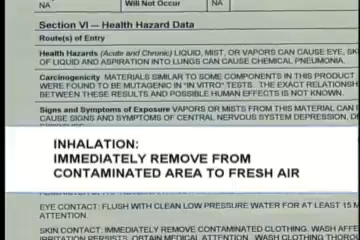 NA
Will Not Occur
NA
Section VI — Health Hazard Data
Route(s) of Entry
Health Hazards (Acute and Chronic) LIQUID, MIST, OR VAPORS CAN CAUSE EYE, SK
OF LIQUID AND ASPIRATION INTO LUNGS CAN CAUSE CHEMICAL PNEUMONIA.
Carcinogenicity MATERIALS SIMILAR TO SOME COMPONENTS IN THIS PRODUCT
WERE FOUND TO BE MUTAGENIC IN "IN VITRO" TESTS. THE EXACT RELATIONSH
BETWEEN THESE RESULTS AND POSSIBLE HUMAN EFFECTS IS NOT KNOWN.
Signs and Symptoms of Exposure VAPORS OR MISTS FROM THIS MATERIAL CAN I
CAUSE SIGNS AND SYMPTOMS OF CENTRAL NERVOUS SYSTEM DEPRESSION, D
INHALATION:
IMMEDIATELY REMOVE FROM
CONTAMINATED AREA TO FRESH AIR
EYE CONTACT: FLUSH WITH CLEAN LOW PRESSURE WATER FOR AT LEAST 15 M
ATTENTION.
SKIN CONTACT: IMMEDIATELY REMOVE CONTAMINATED CLOTHING. WASH AFFE
IRRITATION PERSISTS, OBTAIN MEDICAL ATTENTION. WASH CLOTHING THORO